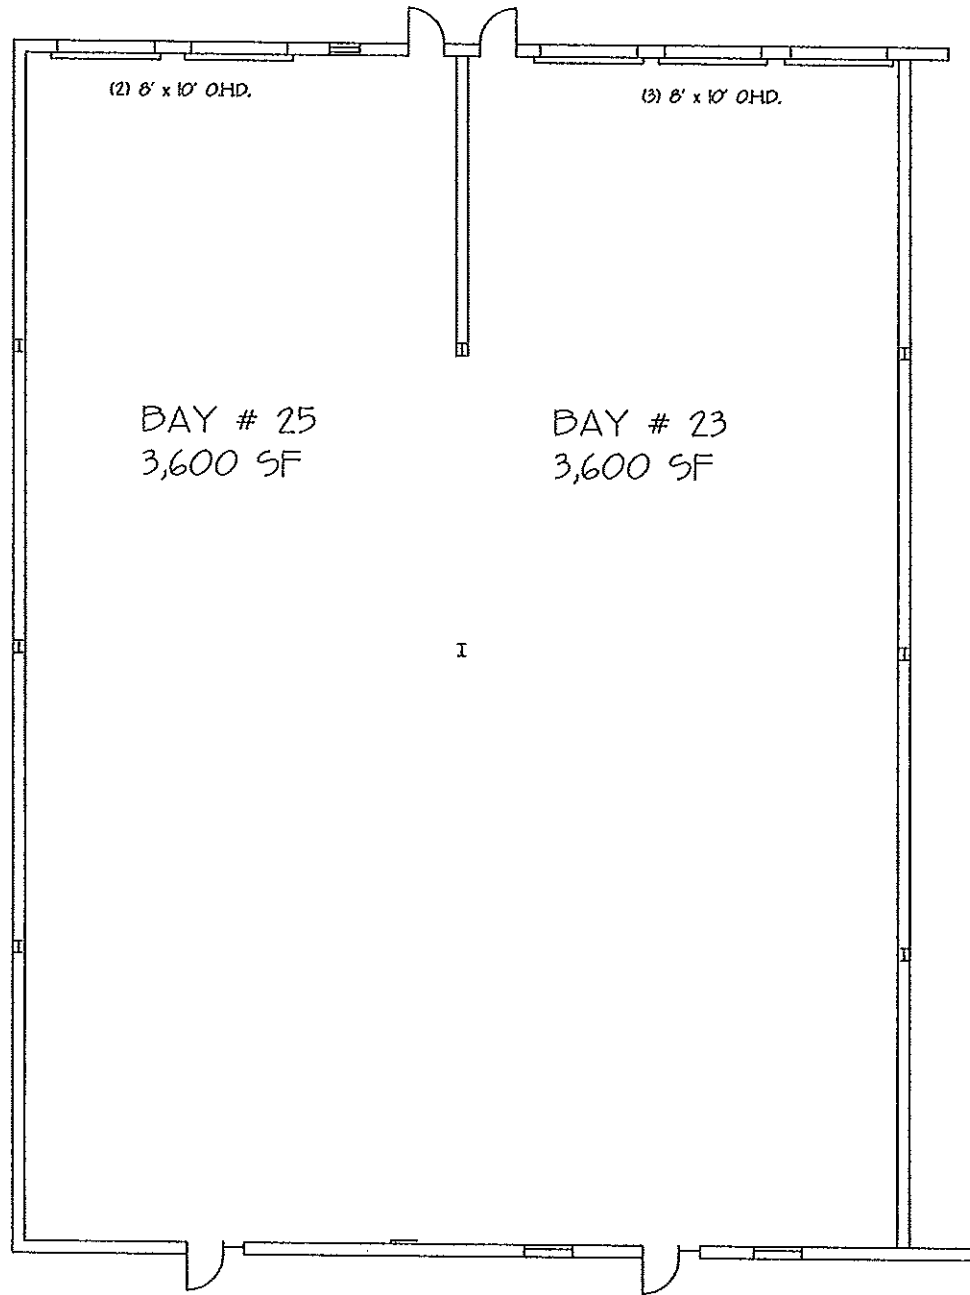 (2) 8' x 10' O.H.D.
(3) 8' x 10' O.H.D.
BAY # 25
3,600 SF
BAY # 23
3,600 SF